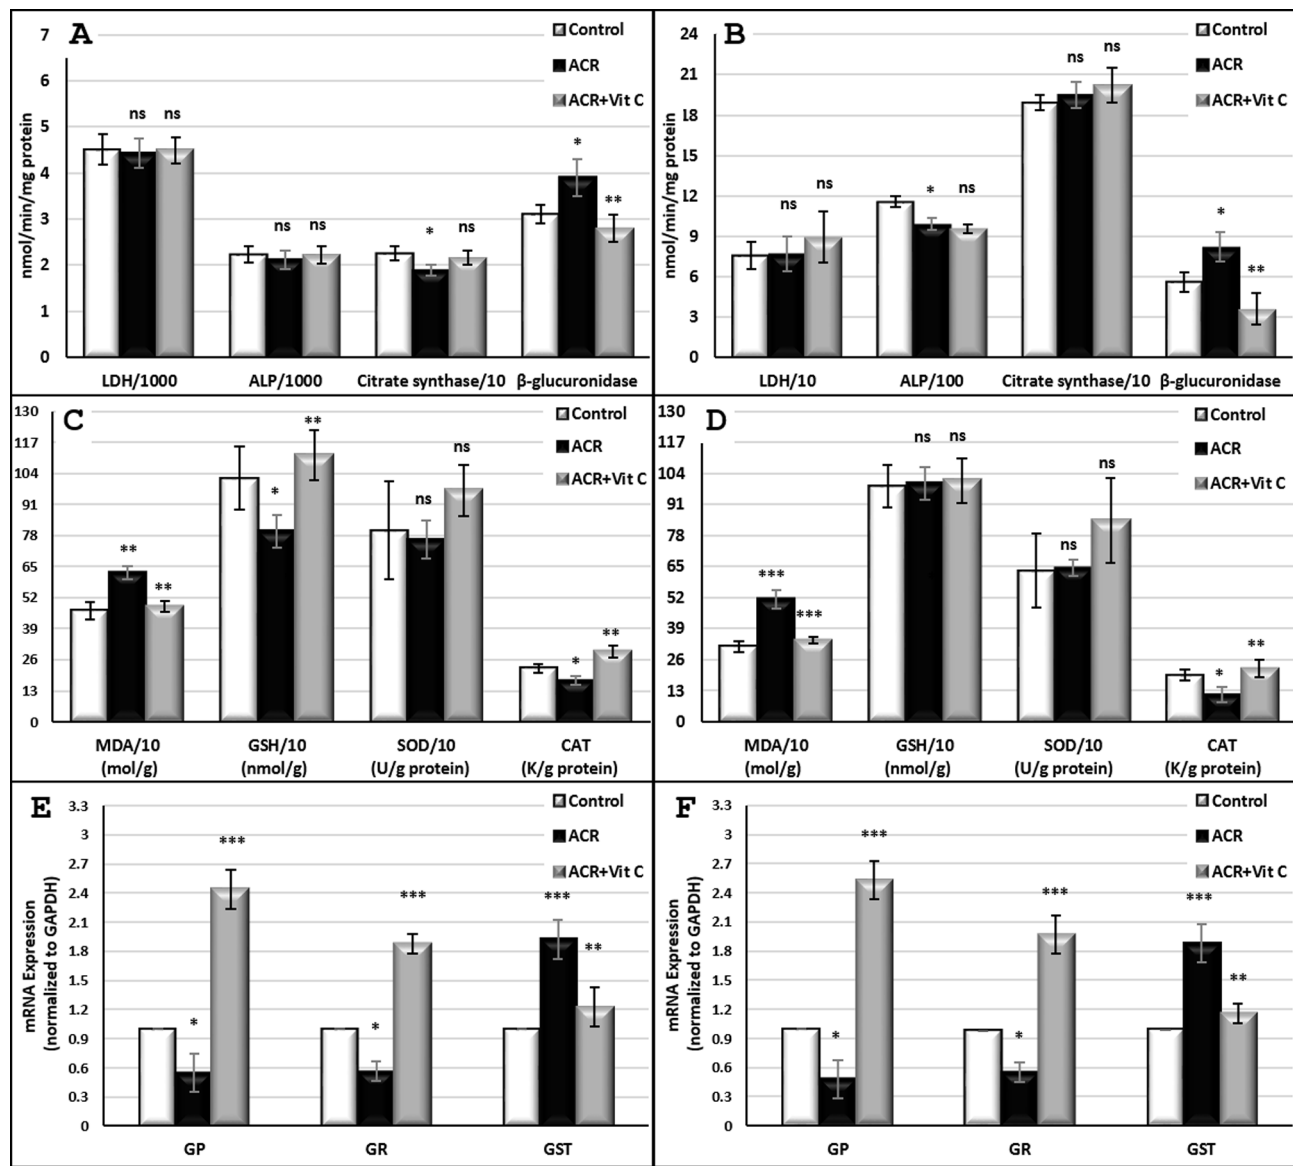 A
Control
ACR
ACR+Vit C
nmol/min/mg protein
7
6
5
4
3
2
1
0
ns ns
ns ns
* ns
* **
LDH/1000 ALP/1000 Citrate synthase/10 β-glucuronidase
B
Control
ACR
ACR+Vit C
nmol/min/mg protein
24
21
18
15
12
9
6
3
0
ns ns
* ns
ns ns
* **
LDH/10 ALP/100 Citrate synthase/10 β-glucuronidase
C
Control
ACR
ACR+Vit C
130
117
104
91
78
65
52
39
26
13
0
** **
* **
ns ns
* **
MDA/10 GSH/10 SOD/10 CAT
(mol/g) (nmol/g) (U/g protein) (K/g protein)
D
Control
ACR
ACR+Vit C
130
117
104
91
78
65
52
39
26
13
0
*** ***
ns ns
ns ns
* **
MDA/10 GSH/10 SOD/10 CAT
(mol/g) (nmol/g) (U/g protein) (K/g protein)
E
Control
ACR
ACR+Vit C
mRNA Expression
(normalized to GAPDH)
3.3
3
2.7
2.4
2.1
1.8
1.5
1.2
0.9
0.6
0.3
0
* ***
* ***
*** **
GP GR GST
F
Control
ACR
ACR+Vit C
mRNA Expression
(normalized to GAPDH)
3.3
3
2.7
2.4
2.1
1.8
1.5
1.2
0.9
0.6
0.3
0
* ***
* ***
*** **
GP GR GST